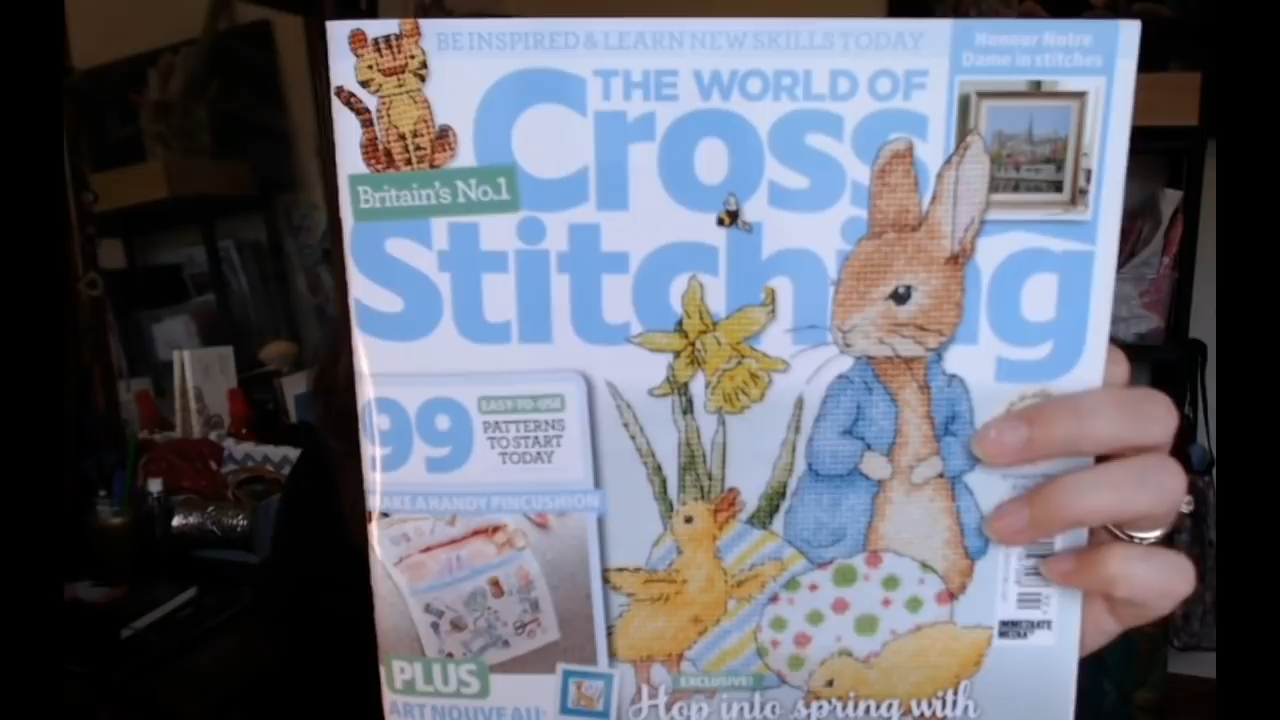 BE INSPIRED & LEARN NEW SKILLS TODAY
Honour Notre
Dame in stitches
THE WORLD OF
Cross
Britain's No.1
Stitching
99
EASY-TO-USE
PATTERNS
TO START
TODAY
MAKE A HANDY PINCUSHION
PLUS
ART NOUVEAU
EXCLUSIVE!
Hop into spring with
IMMEDIATE
MEDIA